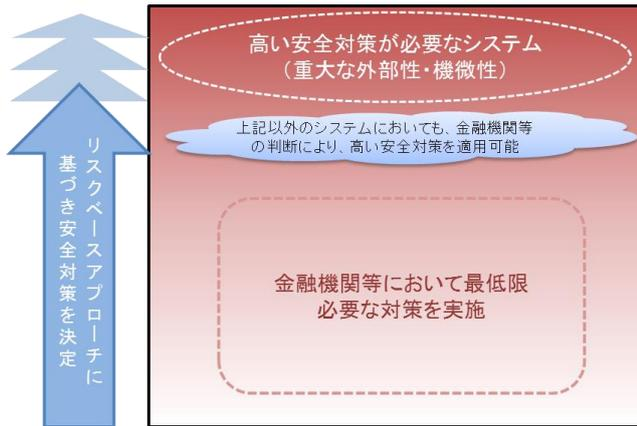 高い安全対策が必要なシステム
（重大な外部性・機微性）
上記以外のシステムにおいても、金融機関等
の判断により、高い安全対策を適用可能
リスクベースアプローチに
基づき安全対策を決定
金融機関等において最低限
必要な対策を実施